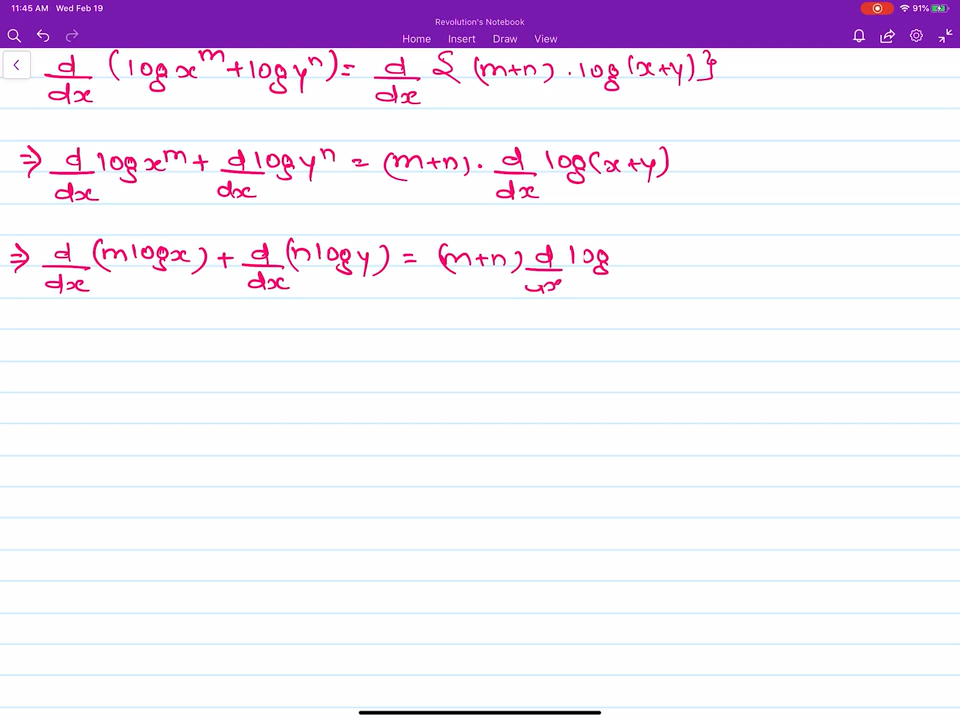 11:45 AM Wed Feb 19 91%
Revolution's Notebook
Home Insert Draw View
d/dx (log x^m + log y^n) = d/dx {(m+n) . log(x+y)}
⇒ d/dx log x^m + d/dx log y^n = (m+n) . d/dx log(x+y)
⇒ d/dx (m log x) + d/dx (n log y) = (m+n) d/dx log